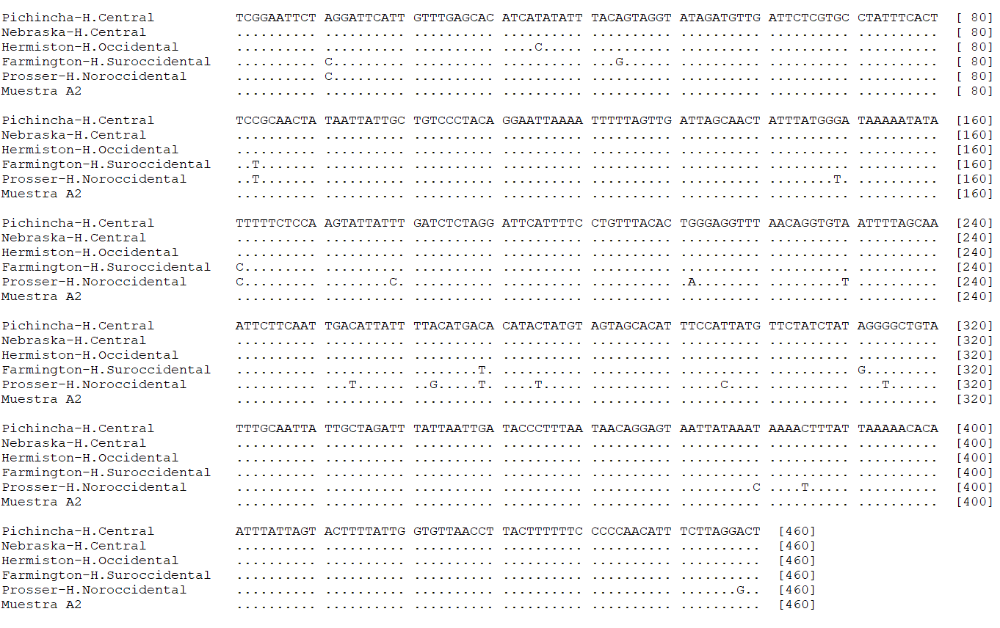 Pichincha-H.Central TCGGAATTCT AGGATTCATT GTTTGAGCAC ATCATATATT TACAGTAGGT ATAGATGTTG ATTCTCGTGC CTATTTCACT [ 80]
Nebraska-H.Central .......... .......... .......... .......... .......... .......... .......... .......... [ 80]
Hermiston-H.Occidental .......... .......... .......... ....C..... .......... .......... .......... .......... [ 80]
Farmington-H.Suroccidental .......... C......... .......... .......... ...G...... .......... .......... .......... [ 80]
Prosser-H.Noroccidental .......... C......... .......... .......... .......... .......... .......... .......... [ 80]
Muestra A2 .......... .......... .......... .......... .......... .......... .......... .......... [ 80]
Pichincha-H.Central TCCGCAACTA TAATTATTGC TGTCCCTACA GGAATTAAAA TTTTTAGTTG ATTAGCAACT ATTTATGGGA TAAAAATATA [160]
Nebraska-H.Central .......... .......... .......... .......... .......... .......... .......... .......... [160]
Hermiston-H.Occidental .......... .......... .......... .......... .......... .......... .......... .......... [160]
Farmington-H.Suroccidental ..T....... .......... .......... .......... .......... .......... .......... .......... [160]
Prosser-H.Noroccidental ..T....... .......... .......... .......... .......... .......... ........T. .......... [160]
Muestra A2 .......... .......... .......... .......... .......... .......... .......... .......... [160]
Pichincha-H.Central TTTTTCTCCA AGTATTATTT GATCTCTAGG ATTCATTTTC CTGTTTACAC TGGGAGGTTT AACAGGTGTA ATTTTAGCAA [240]
Nebraska-H.Central .......... .......... .......... .......... .......... .......... .......... .......... [240]
Hermiston-H.Occidental .......... .......... .......... .......... .......... .......... .......... .......... [240]
Farmington-H.Suroccidental C......... .......... .......... .......... .......... .......... .......... .......... [240]
Prosser-H.Noroccidental C......... ........C. .......... .......... .......... .A........ .........T .......... [240]
Muestra A2 .......... .......... .......... .......... .......... .......... .......... .......... [240]
Pichincha-H.Central ATTCTTCAAT TGACATTATT TTACATGACA CATACTATGT AGTAGCACAT TTCCATTATG TTCTATCTAT AGGGGCTGTA [320]
Nebraska-H.Central .......... .......... .......... .......... .......... .......... .......... .......... [320]
Hermiston-H.Occidental .......... .......... .......... .......... .......... .......... .......... .......... [320]
Farmington-H.Suroccidental .......... .......... ........T. .......... .......... .......... .......... G......... [320]
Prosser-H.Noroccidental .......... ...T...... ..G.....T. ....T..... .......... .....C.... .......... ...T...... [320]
Muestra A2 .......... .......... .......... .......... .......... .......... .......... .......... [320]
Pichincha-H.Central TTTGCAATTA TTGCTAGATT TATTAATTGA TACCCTTTAA TAACAGGAGT AATTATAAAT AAAACTTTAT TAAAAACACA [400]
Nebraska-H.Central .......... .......... .......... .......... .......... .......... .......... .......... [400]
Hermiston-H.Occidental .......... .......... .......... .......... .......... .......... .......... .......... [400]
Farmington-H.Suroccidental .......... .......... .......... .......... .......... .......... .......... .......... [400]
Prosser-H.Noroccidental .......... .......... .......... .......... .......... .........C ....T..... .......... [400]
Muestra A2 .......... .......... .......... .......... .......... .......... .......... .......... [400]
Pichincha-H.Central ATTTATTAGT ACTTTTATTG GTGTTAACCT TACTTTTTTC CCCCAACATT TCTTAGGACT [460]
Nebraska-H.Central .......... .......... .......... .......... .......... .......... [460]
Hermiston-H.Occidental .......... .......... .......... .......... .......... .......... [460]
Farmington-H.Suroccidental .......... .......... .......... .......... .......... .......... [460]
Prosser-H.Noroccidental .......... .......... .......... .......... .......... .......G.. [460]
Muestra A2 .......... .......... .......... .......... .......... .......... [460]